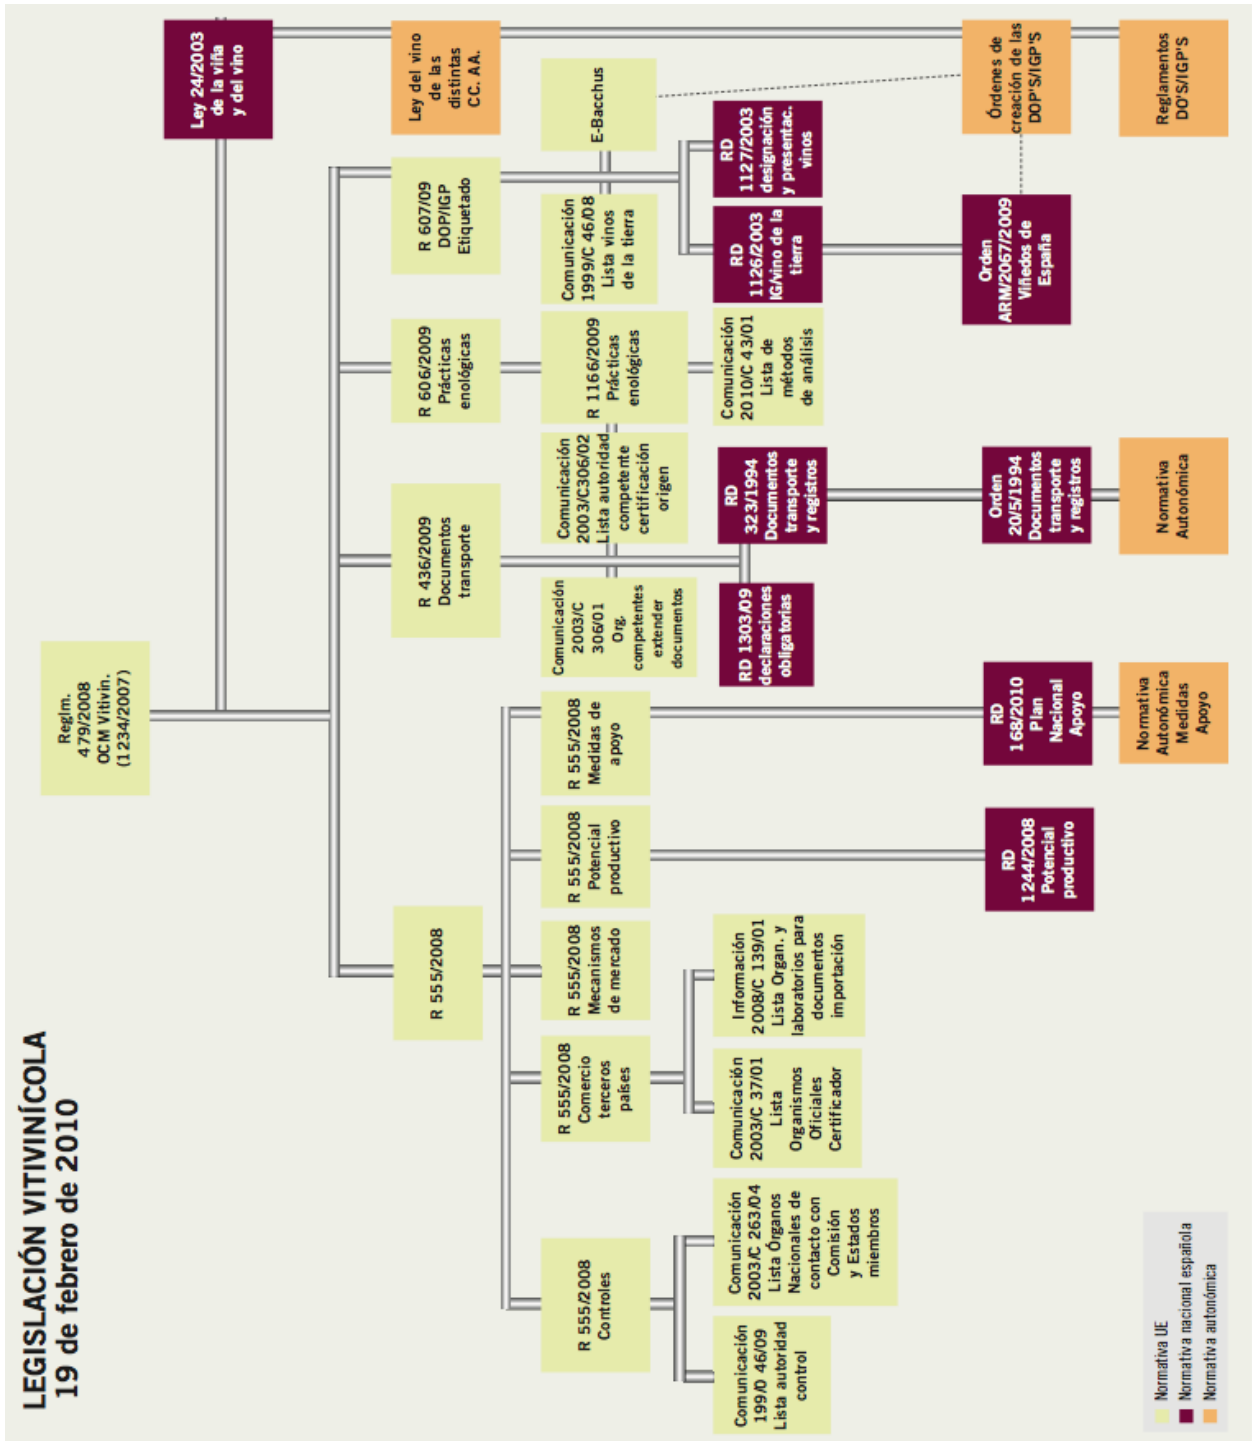 LEGISLACIÓN VITIVINÍCOLA
19 de febrero de 2010
Reglm.
479/2008
OCM Vitivin.
(1234/2007)
Ley 24/2003
de la viña
y del vino
R 555/2008
R 436/2009
Documentos
transporte
R 606/2009
Prácticas
enológicas
R 607/09
DOP/IGP
Etiquetado
Ley del vino
de las
distintas
CC. AA.
R 555/2008
Controles
R 555/2008
Comercio
terceros
países
R 555/2008
Mecanismos
de mercado
R 555/2008
Potencial
productivo
R 555/2008
Medidas de
apoyo
Comunicación
2003/C
306/01
Org.
competentes
extender
documentos
Comunicación
2003/C306/02
Lista autoridad
competente
certificación
origen
R 1166/2009
Prácticas
enológicas
Comunicación
1999/C 46/08
Lista vinos
de la tierra
E-Bacchus
Comunicación
199/0 46/09
Lista autoridad
control
Comunicación
2003/C 263/04
Lista Órganos
Nacionales de
contacto con
Comisión
y Estados
miembros
Comunicación
2003/C 37/01
Lista
Organismos
Oficiales
Certificador
Información
2008/C 139/01
Lista Organ. y
laboratorios para
documentos
importación
RD 1303/09
declaraciones
obligatorias
RD
323/1994
Documentos
transporte
y registros
Comunicación
2010/C 43/01
Lista de
métodos
de análisis
RD
1126/2003
IG/vino de la
tierra
RD
1127/2003
designación
y presentac.
vinos
RD
1244/2008
Potencial
productivo
RD
168/2010
Plan
Nacional
Apoyo
Orden
20/5/1994
Documentos
transporte
y registros
Orden
ARM/2067/2009
Viñedos de
España
Órdenes de
creación de las
DOP'S/IGP'S
Normativa
Autonómica
Medidas
Apoyo
Normativa
Autonómica
Reglamentos
DO'S/IGP'S
Normativa UE
Normativa nacional española
Normativa autonómica